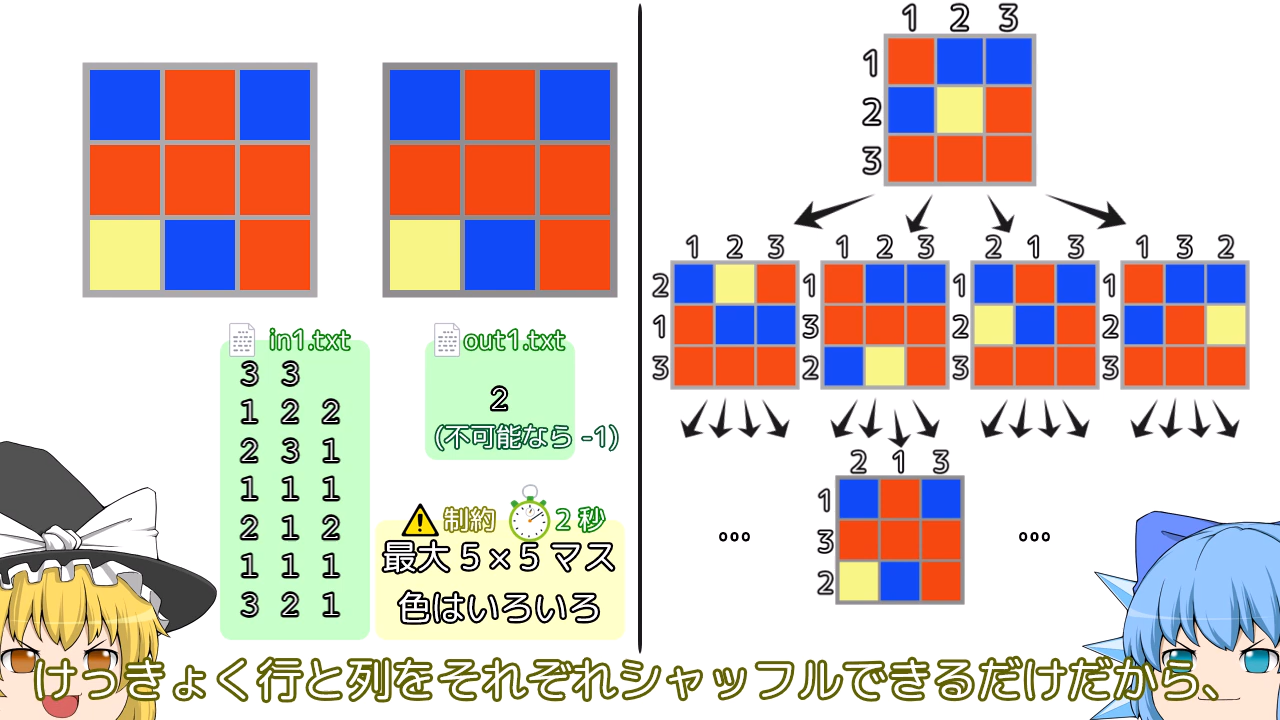 in1.txt
3 3
1 2 2
2 3 1
1 1 1
2 1 2
1 1 1
3 2 1
out1.txt
2
(不可能なら -1)
制約
2 秒
最大 5×5 マス
色はいろいろ
1 2 3
1
2
3
1 2 3
2
1
3
1 2 3
1
3
2
2 1 3
1
2
3
1 3 2
1
2
3
2 1 3
1
3
2
...
...
けっきょく行と列をそれぞれシャッフルできるだけだから、